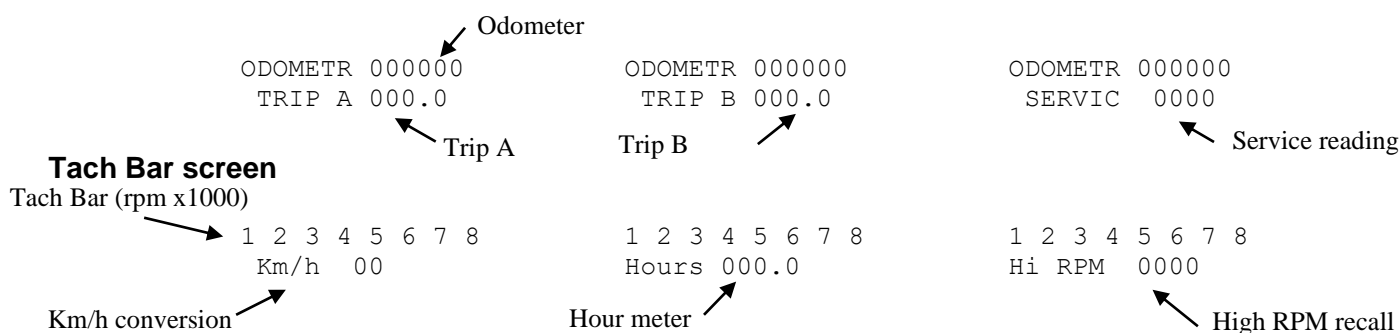 Odometer
ODOMETR 000000 ODOMETR 000000 ODOMETR 000000
TRIP A 000.0 TRIP B 000.0 SERVIC 0000
Trip A Trip B Service reading
Tach Bar screen
Tach Bar (rpm x1000)
1 2 3 4 5 6 7 8 1 2 3 4 5 6 7 8 1 2 3 4 5 6 7 8
Km/h 00 Hours 000.0 Hi RPM 0000
Km/h conversion Hour meter High RPM recall